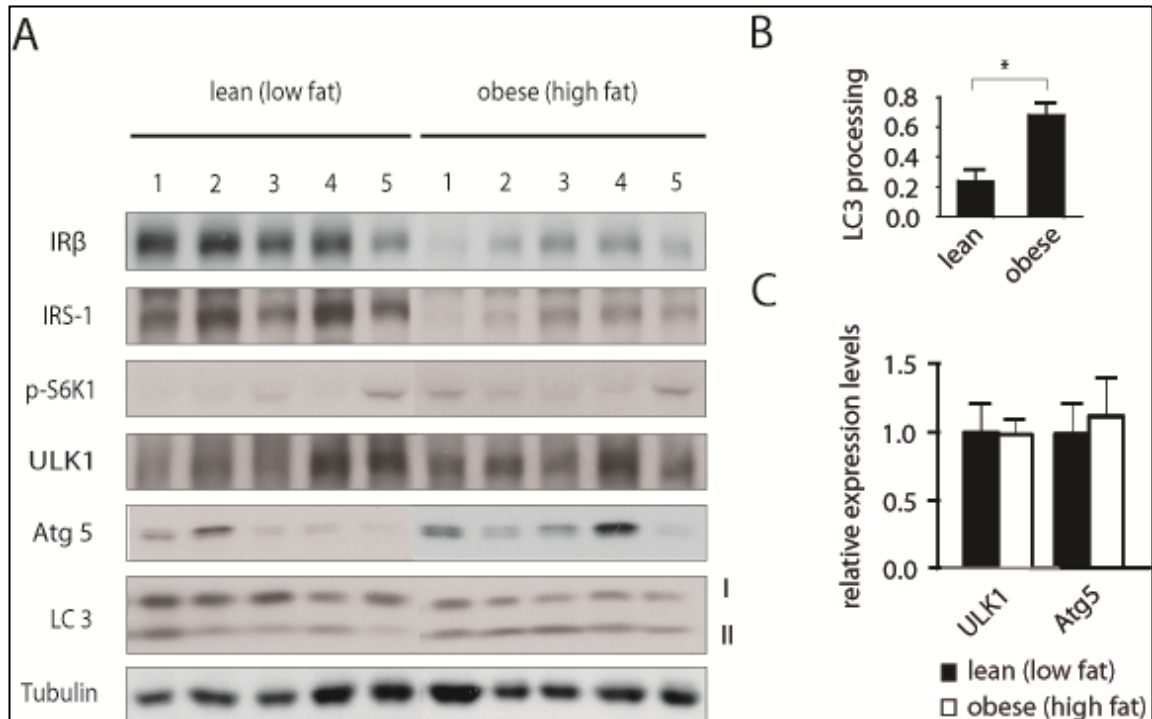 A
lean (low fat) obese (high fat)
1 2 3 4 5 1 2 3 4 5
IRβ
IRS-1
p-S6K1
ULK1
Atg 5
LC 3
I
II
Tubulin
B
*
LC3 processing
0.8
0.6
0.4
0.2
0.0
lean
obese
C
relative expression levels
1.5
1.0
0.5
0.0
ULK1
Atg5
lean (low fat)
obese (high fat)